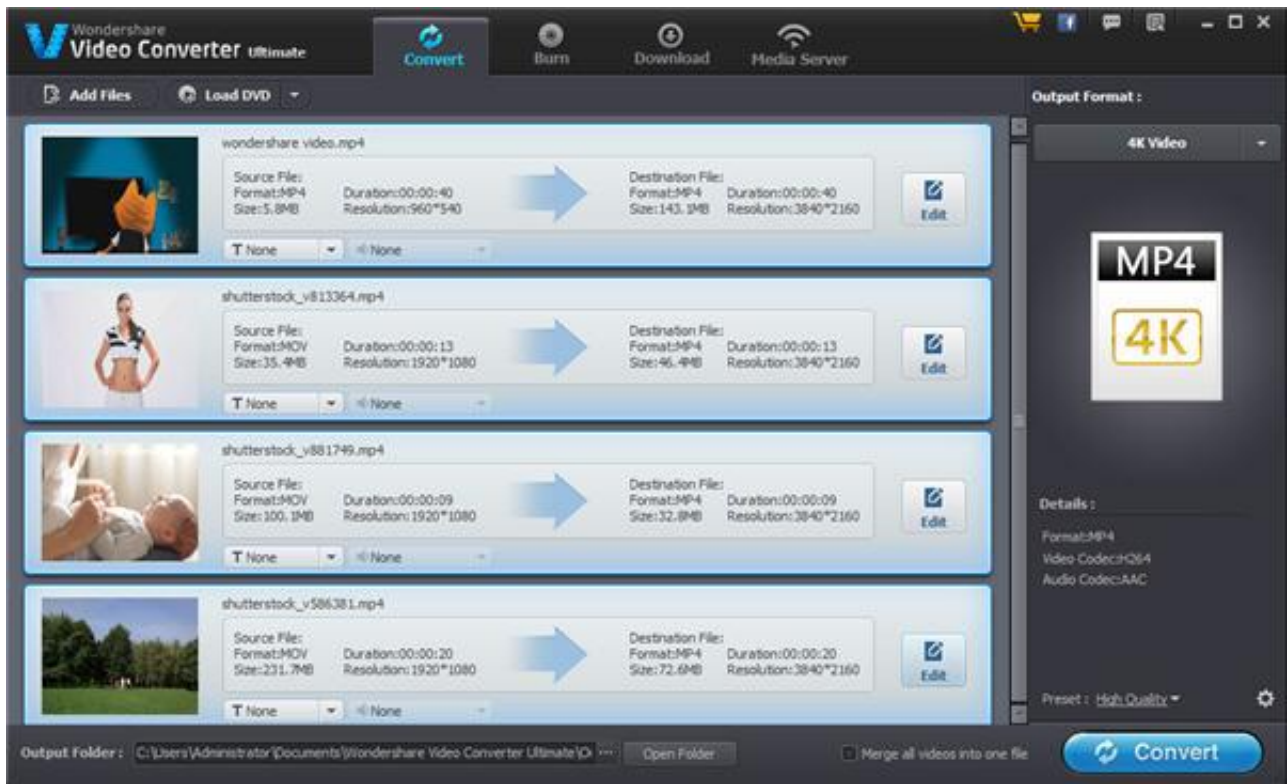 Wondershare
Video Converter Ultimate
Convert
Burn
Download
Media Server
Add Files
Load DVD
Output Format :
wondershare video.mp4
Source File:
Format:MP4 Duration:00:00:40
Size:5.8MB Resolution:960*540
Destination File:
Format:MP4 Duration:00:00:40
Size:143.1MB Resolution:3840*2160
Edit
T None None
shutterstock_v813364.mp4
Source File:
Format:MOV Duration:00:00:13
Size:35.4MB Resolution:1920*1080
Destination File:
Format:MP4 Duration:00:00:13
Size:46.4MB Resolution:3840*2160
Edit
T None None
shutterstock_v881749.mp4
Source File:
Format:MOV Duration:00:00:09
Size:100.1MB Resolution:1920*1080
Destination File:
Format:MP4 Duration:00:00:09
Size:32.8MB Resolution:3840*2160
Edit
T None None
shutterstock_v586381.mp4
Source File:
Format:MOV Duration:00:00:20
Size:231.7MB Resolution:1920*1080
Destination File:
Format:MP4 Duration:00:00:20
Size:72.6MB Resolution:3840*2160
Edit
T None None
4K Video
MP4
4K
Details :
Format:MP4
Video Codec:H264
Audio Codec:AAC
Preset : High Quality
Output Folder : C:\Users\Administrator\Documents\Wondershare Video Converter Ultimate\ ... Open Folder
Merge all videos into one file
Convert